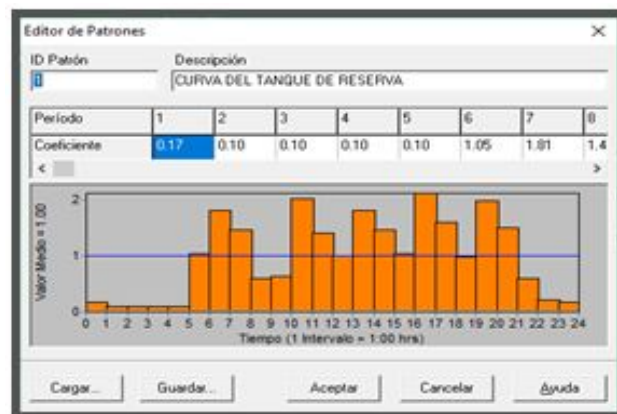 Editor de Patrones
ID Patrón Descripción
1 CURVA DEL TANQUE DE RESERVA
Período 1 2 3 4 5 6 7 8
Coeficiente 0.17 0.10 0.10 0.10 0.10 1.05 1.81 1.4
Valor Medio = 1.00
2
1
0
0 1 2 3 4 5 6 7 8 9 10 11 12 13 14 15 16 17 18 19 20 21 22 23 24
Tiempo (1 Intervalo = 1:00 hrs)
Cargar... Guardar... Aceptar Cancelar Ayuda